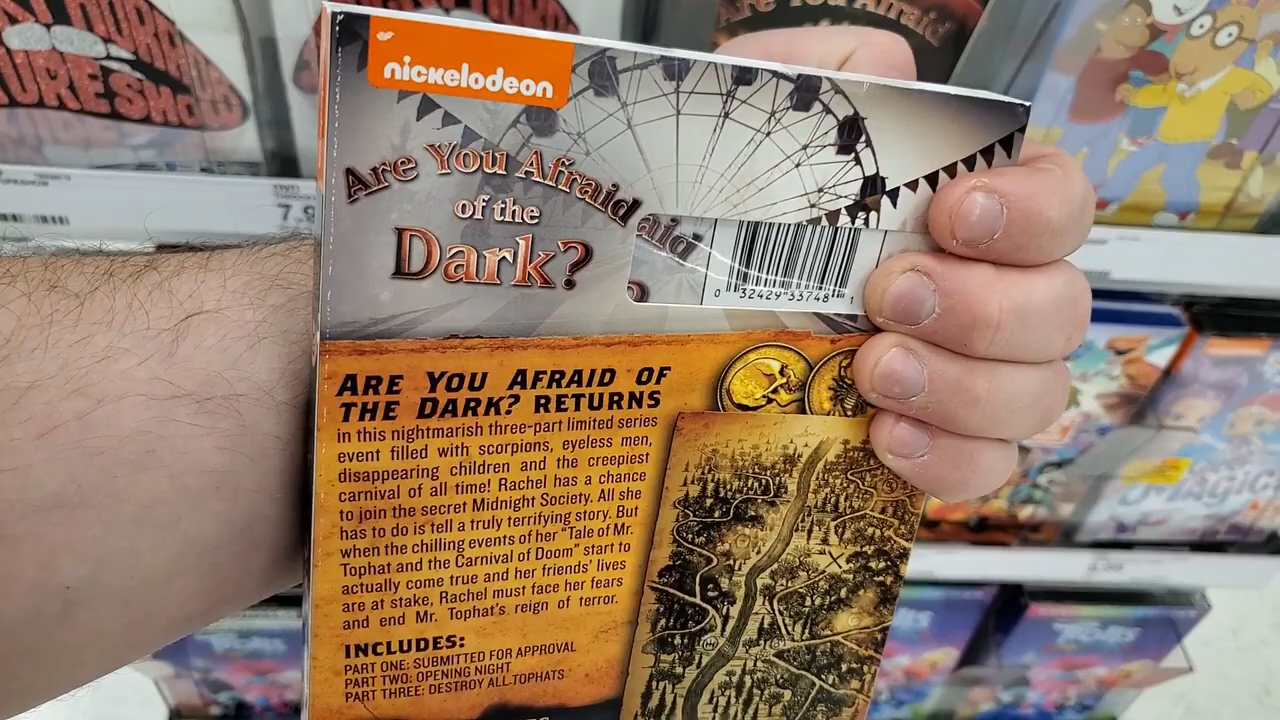 Are You Afraid
nickelodeon
Are You Afraid
of the
Dark?
aid
0 32429 33748 1
7.9
ARE YOU AFRAID OF
THE DARK? RETURNS
in this nightmarish three-part limited series
event filled with scorpions, eyeless men,
disappearing children and the creepiest
carnival of all time! Rachel has a chance
to join the secret Midnight Society. All she
has to do is tell a truly terrifying story. But
when the chilling events of her "Tale of Mr.
Tophat and the Carnival of Doom" start to
actually come true and her friends' lives
are at stake, Rachel must face her fears
and end Mr. Tophat's reign of terror.
INCLUDES:
PART ONE: SUBMITTED FOR APPROVAL
PART TWO: OPENING NIGHT
PART THREE: DESTROY ALL TOPHATS